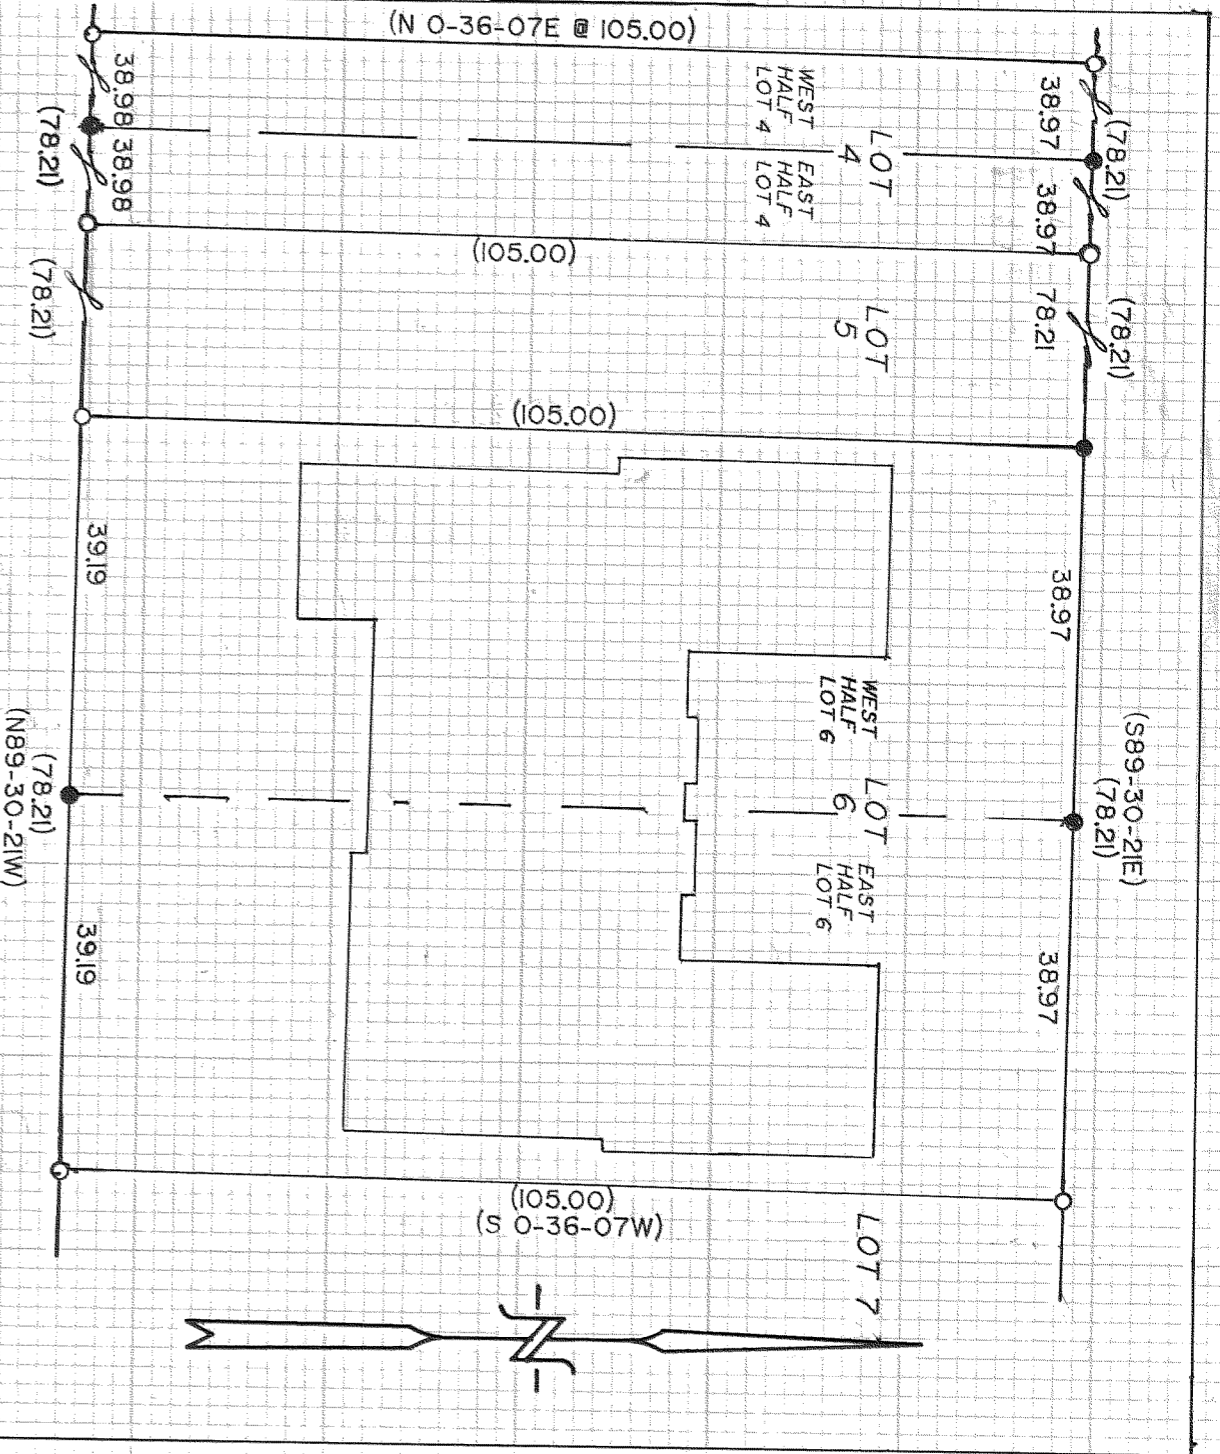 (N 0-36-07E @ 105.00)
38.98
38.98
(78.21)
WEST
HALF
LOT 4
EAST
HALF
LOT 4
LOT
4
38.97
38.97
(78.21)
(105.00)
(78.21)
LOT
5
78.21
(78.21)
(105.00)
39.19
38.97
WEST
HALF
LOT 6
LOT
6
EAST
HALF
LOT 6
(S89-30-21E)
(78.21)
(78.21)
(N89-30-21W)
39.19
38.97
(105.00)
(S 0-36-07W)
LOT 7
N